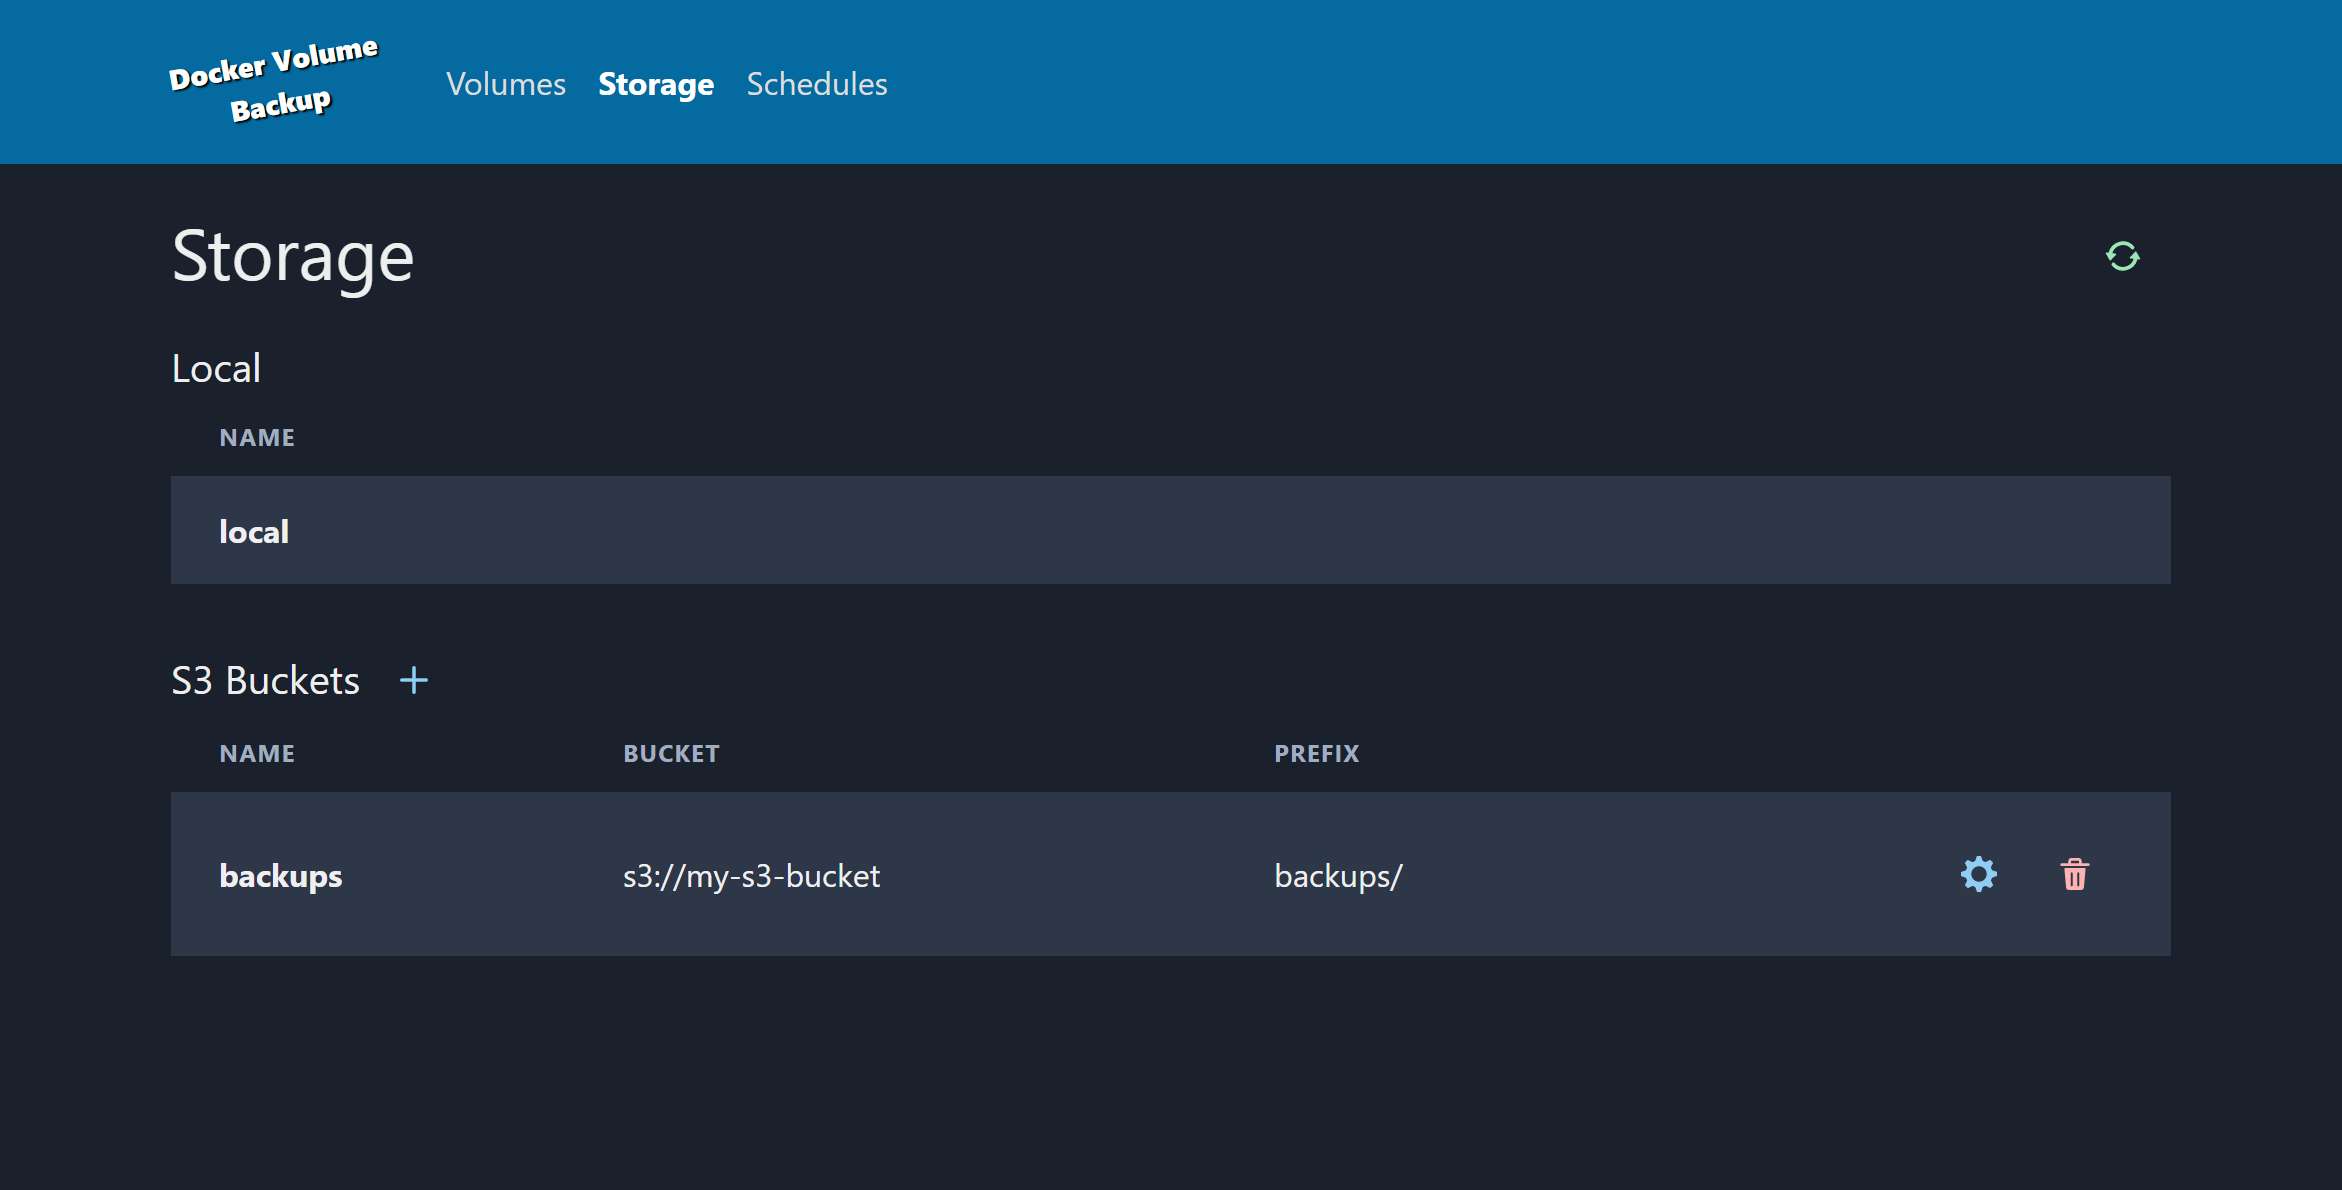 Docker Volume
Backup
Volumes Storage Schedules
Storage
Local
NAME
local
S3 Buckets
NAME BUCKET PREFIX
backups s3://my-s3-bucket backups/